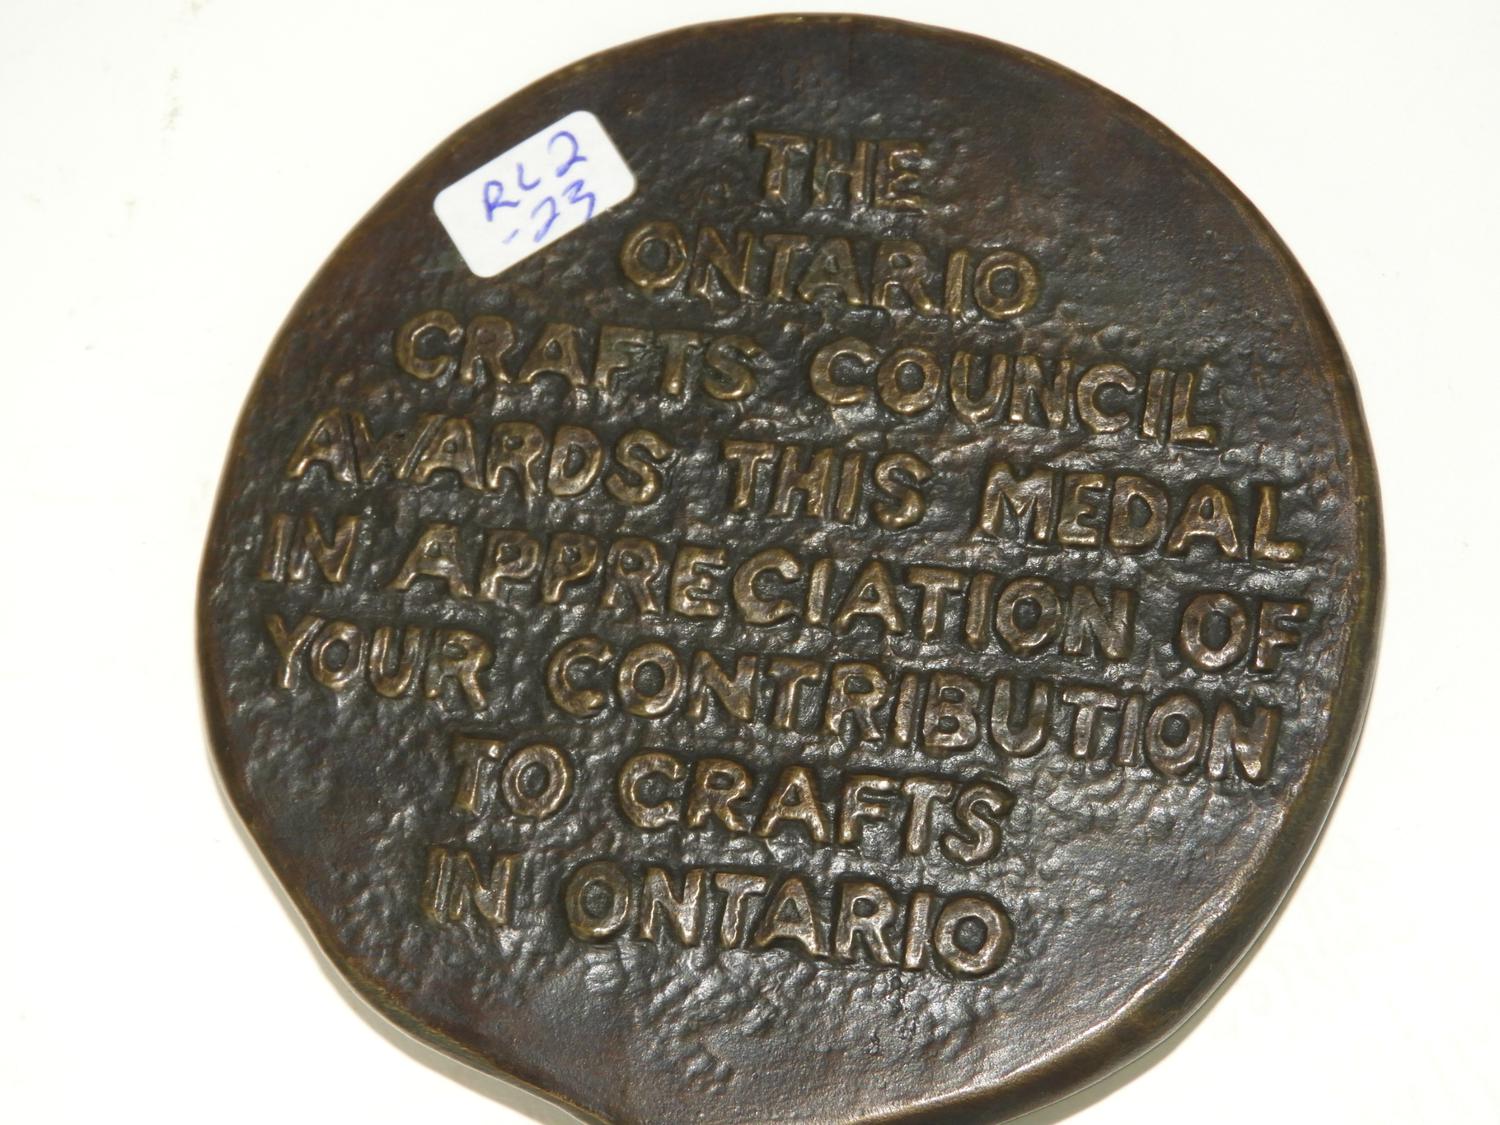 RL2
-23
THE
ONTARIO
CRAFTS COUNCIL
AWARDS THIS MEDAL
IN APPRECIATION OF
YOUR CONTRIBUTION
TO CRAFTS
IN ONTARIO